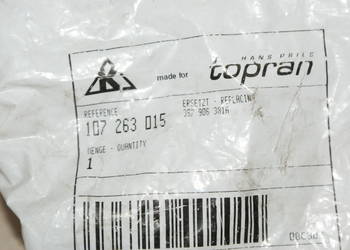 HANS PRIES
made for topran
REFERENCE
107 263 015
ERSETZT - REPLACING
357 906 381A
MENGE - QUANTITY
1